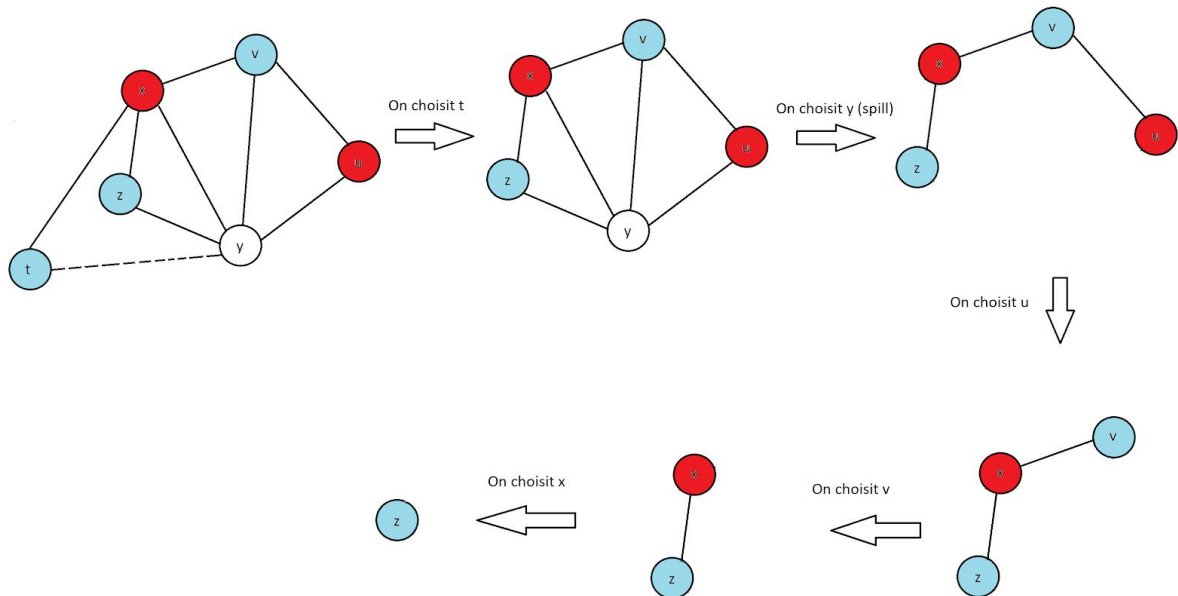 v
x
u
z
y
t
On choisit t
v
x
u
z
y
On choisit y (spill)
v
x
u
z
On choisit u
v
x
z
On choisit v
x
z
On choisit x
z